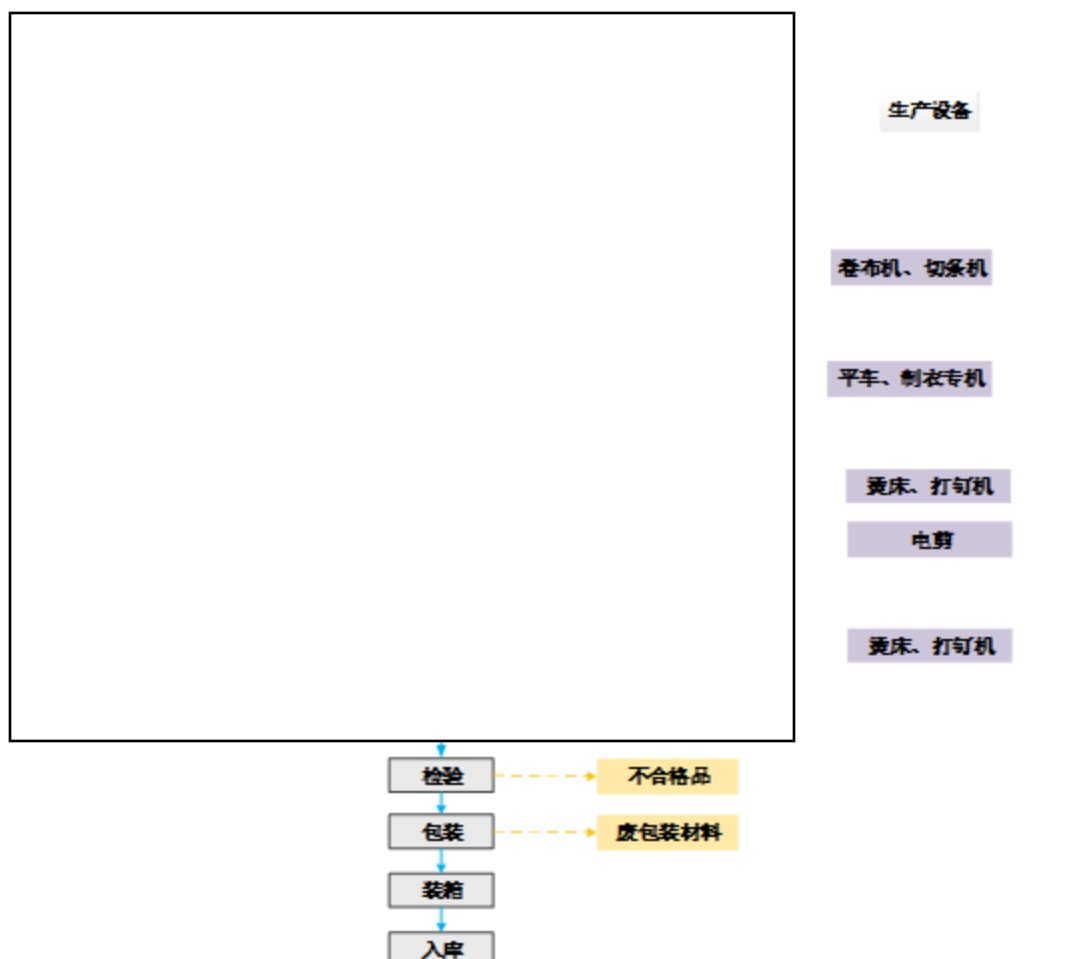 生产设备
卷布机、切条机
平车、制衣专机
烫床、打钉机
电剪
烫床、打钉机
检验
不合格品
包装
废包装材料
装箱
入库